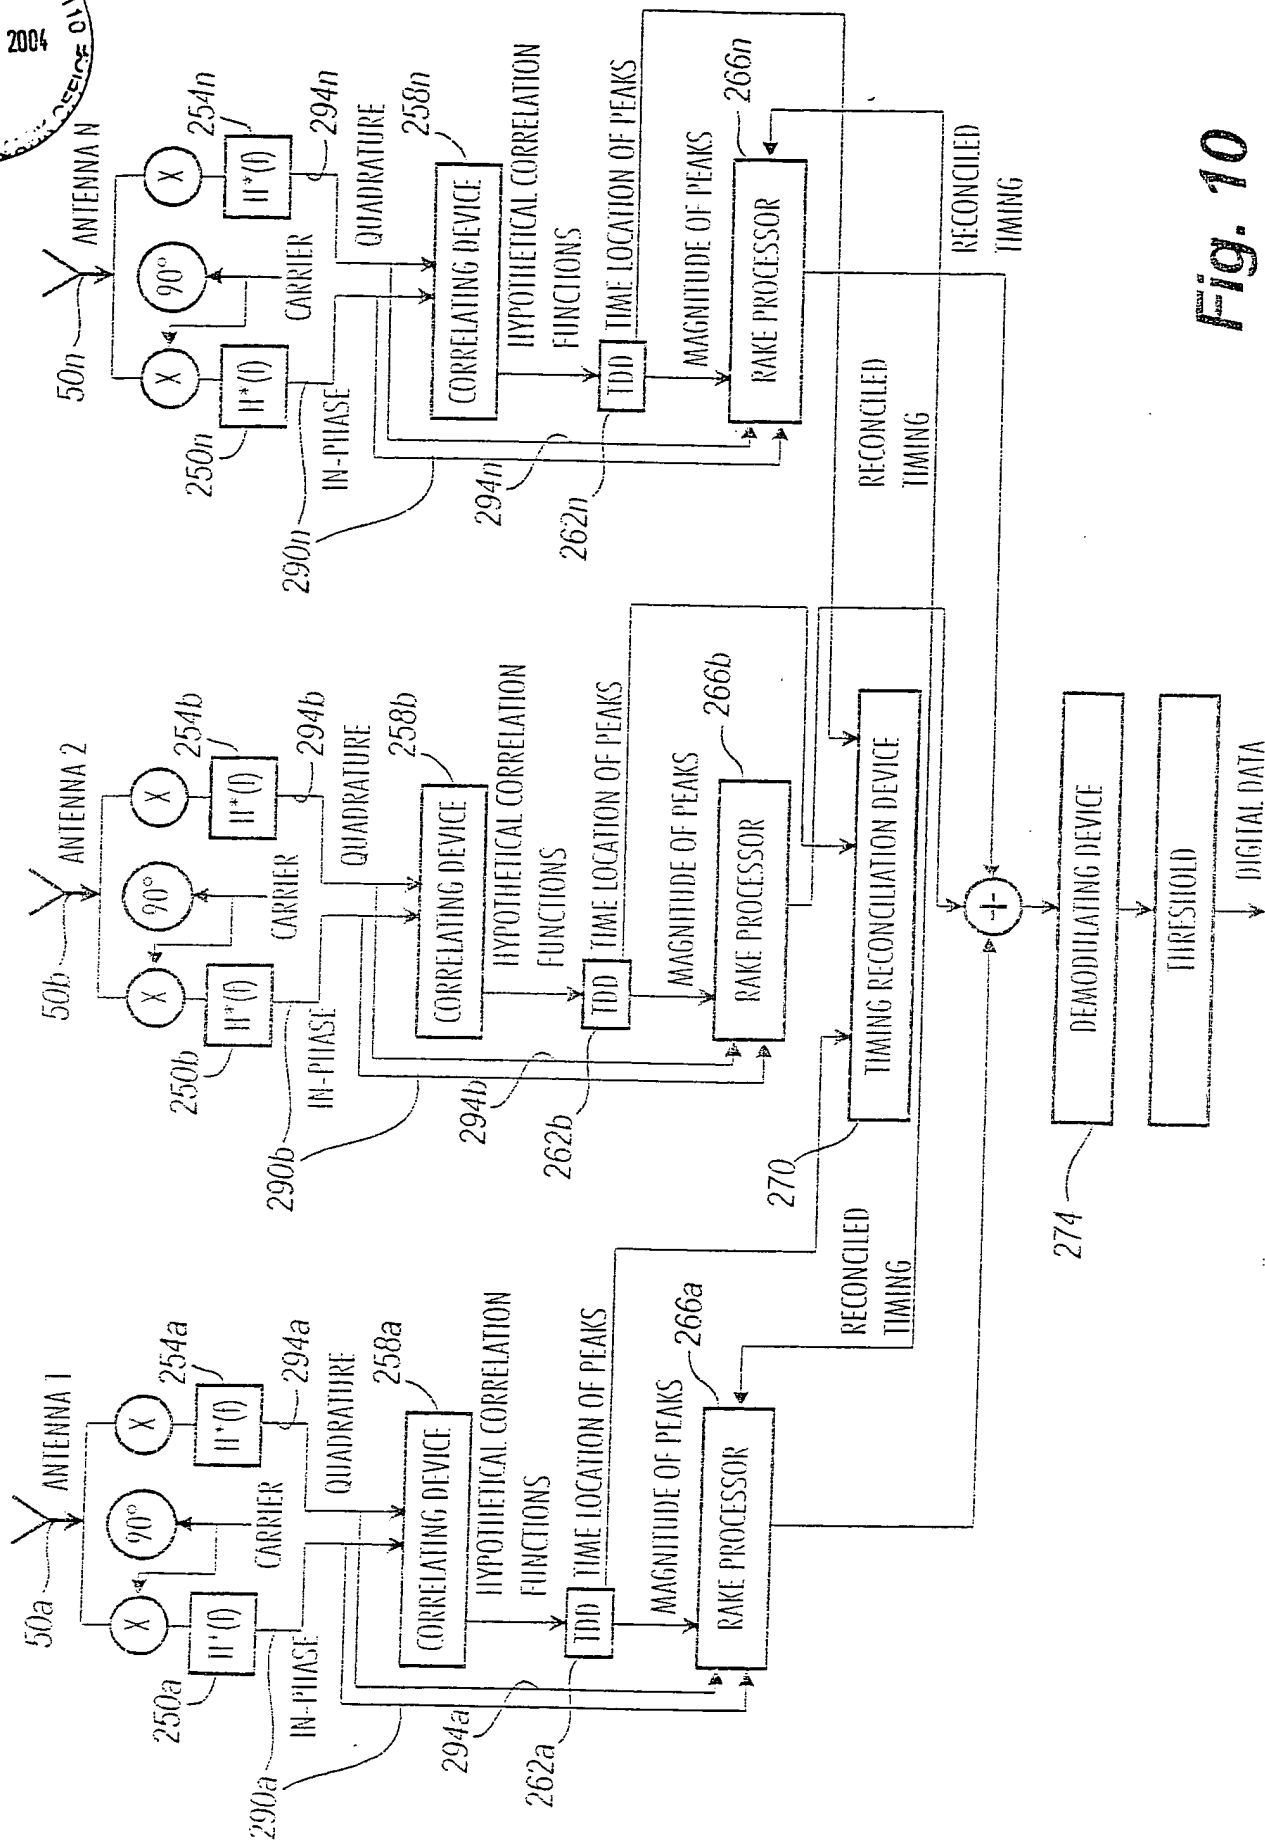 2004
OFFICE
ANTENNA 1
50a
X
90°
X
CARRIER
250a
H*(f)
H*(f)
254a
294a
IN-PHASE
QUADRATURE
290a
CORRELATING DEVICE
258a
HYPOTHETICAL CORRELATION
FUNCTIONS
294a
262a
TDD
TIME LOCATION OF PEAKS
MAGNITUDE OF PEAKS
RAKE PROCESSOR
266a
RECONCILED
TIMING
ANTENNA 2
50b
X
90°
X
CARRIER
250b
H*(f)
H*(f)
254b
294b
IN-PHASE
QUADRATURE
290b
CORRELATING DEVICE
258b
HYPOTHETICAL CORRELATION
FUNCTIONS
294b
262b
TDD
TIME LOCATION OF PEAKS
MAGNITUDE OF PEAKS
RAKE PROCESSOR
266b
ANTENNA N
50n
X
90°
X
CARRIER
250n
H*(f)
H*(f)
254n
294n
IN-PHASE
QUADRATURE
290n
CORRELATING DEVICE
258n
HYPOTHETICAL CORRELATION
FUNCTIONS
294n
262n
TDD
TIME LOCATION OF PEAKS
MAGNITUDE OF PEAKS
RAKE PROCESSOR
266n
RECONCILED
TIMING
RECONCILED
TIMING
270
TIMING RECONCILIATION DEVICE
+
274
DEMODULATING DEVICE
THRESHOLD
DIGITAL DATA
Fig. 10